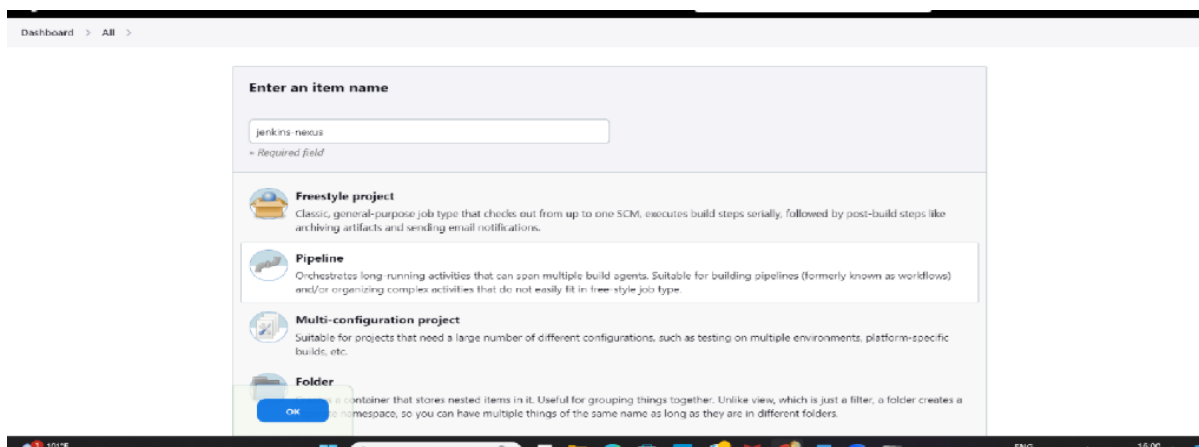 Dashboard > All >
Enter an item name
jenkins-nexus
» Required field
Freestyle project
Classic, general-purpose job type that checks out from up to one SCM, executes build steps serially, followed by post-build steps like
archiving artifacts and sending email notifications.
Pipeline
Orchestrates long-running activities that can span multiple build agents. Suitable for building pipelines (formerly known as workflows)
and/or organizing complex activities that do not easily fit in free-style job type.
Multi-configuration project
Suitable for projects that need a large number of different configurations, such as testing on multiple environments, platform-specific
builds, etc.
Folder
a container that stores nested items in it. Useful for grouping things together. Unlike view, which is just a filter, a folder creates a
OK namespace, so you can have multiple things of the same name as long as they are in different folders.
101°F ENG 16:00